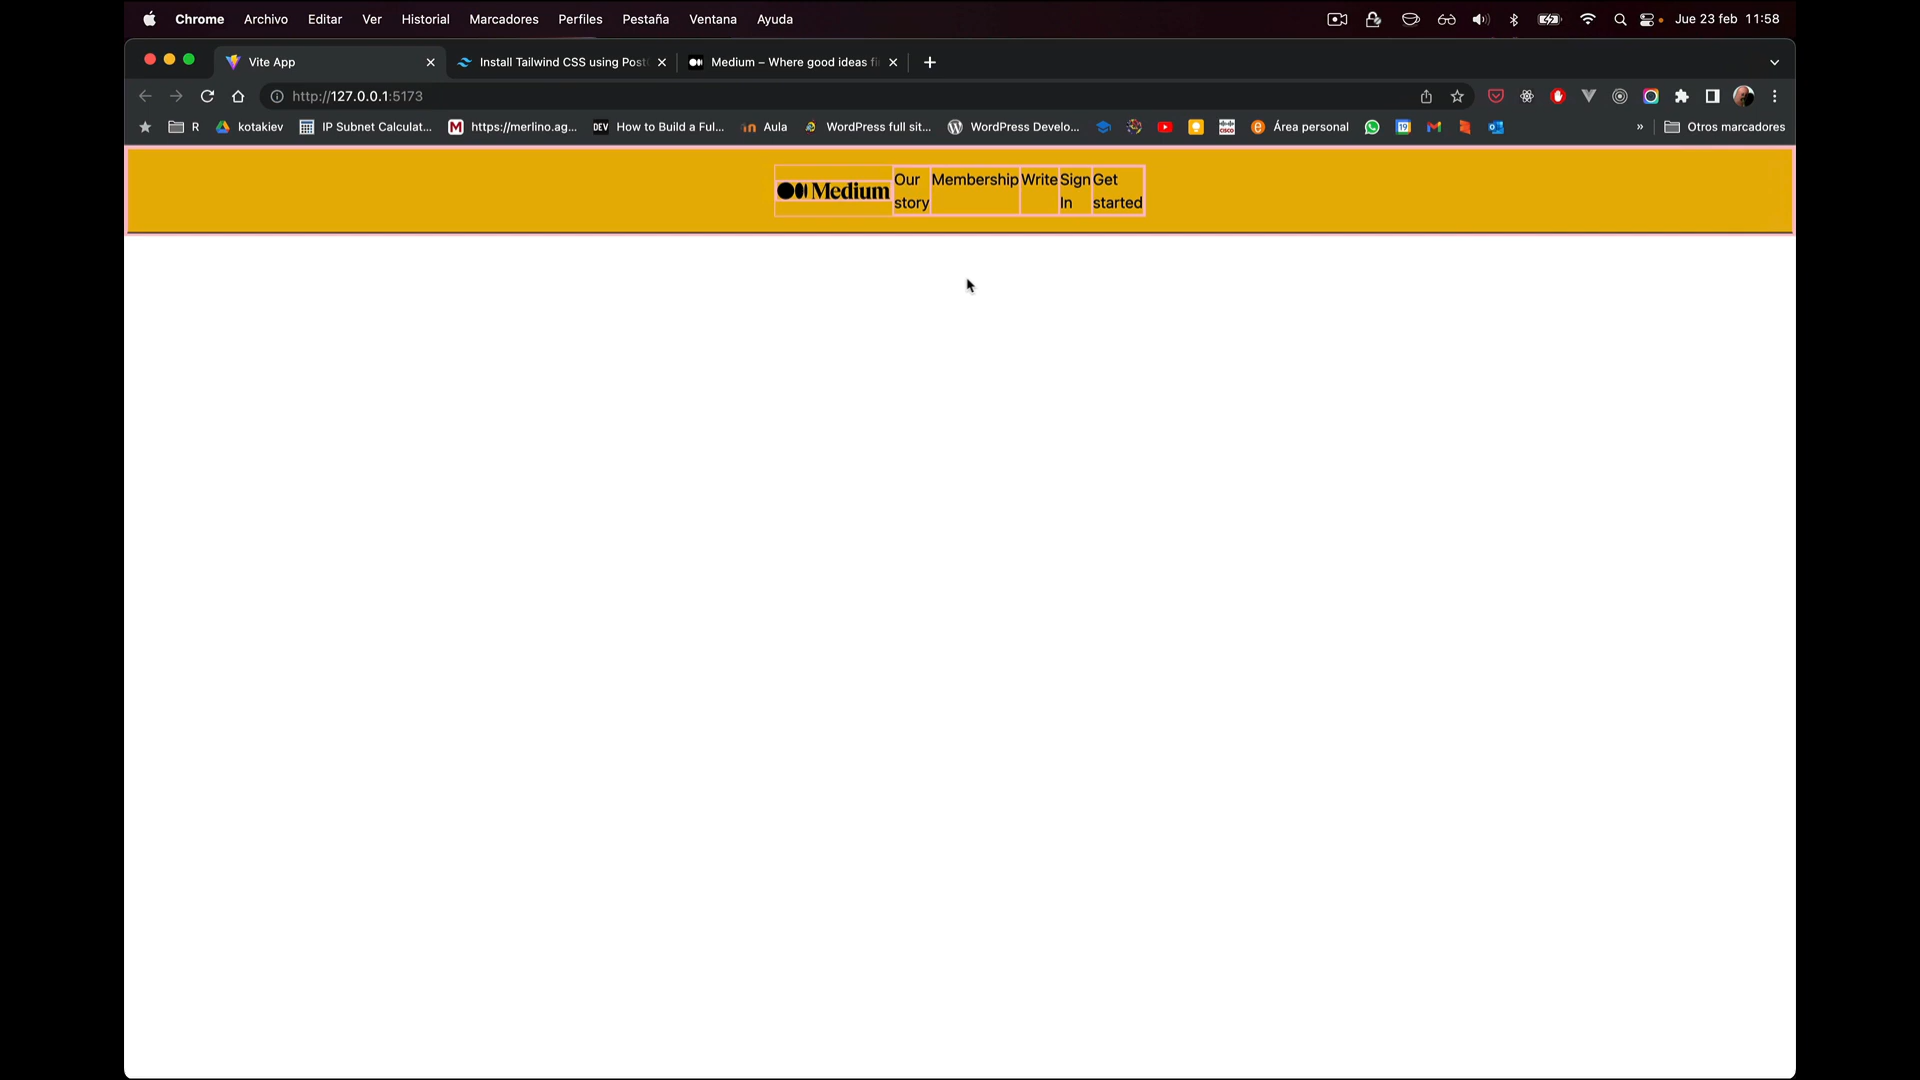 Chrome Archivo Editar Ver Historial Marcadores Perfiles Pestaña Ventana Ayuda Jue 23 feb 11:58
Vite App Install Tailwind CSS using Post Medium – Where good ideas fi
http://127.0.0.1:5173
R kotakiev IP Subnet Calculat... M https://merlino.ag... DEV How to Build a Ful... Aula WordPress full sit... WordPress Develo... CISCO Área personal 19 » Otros marcadores
Medium Our story Membership Write Sign In Get started